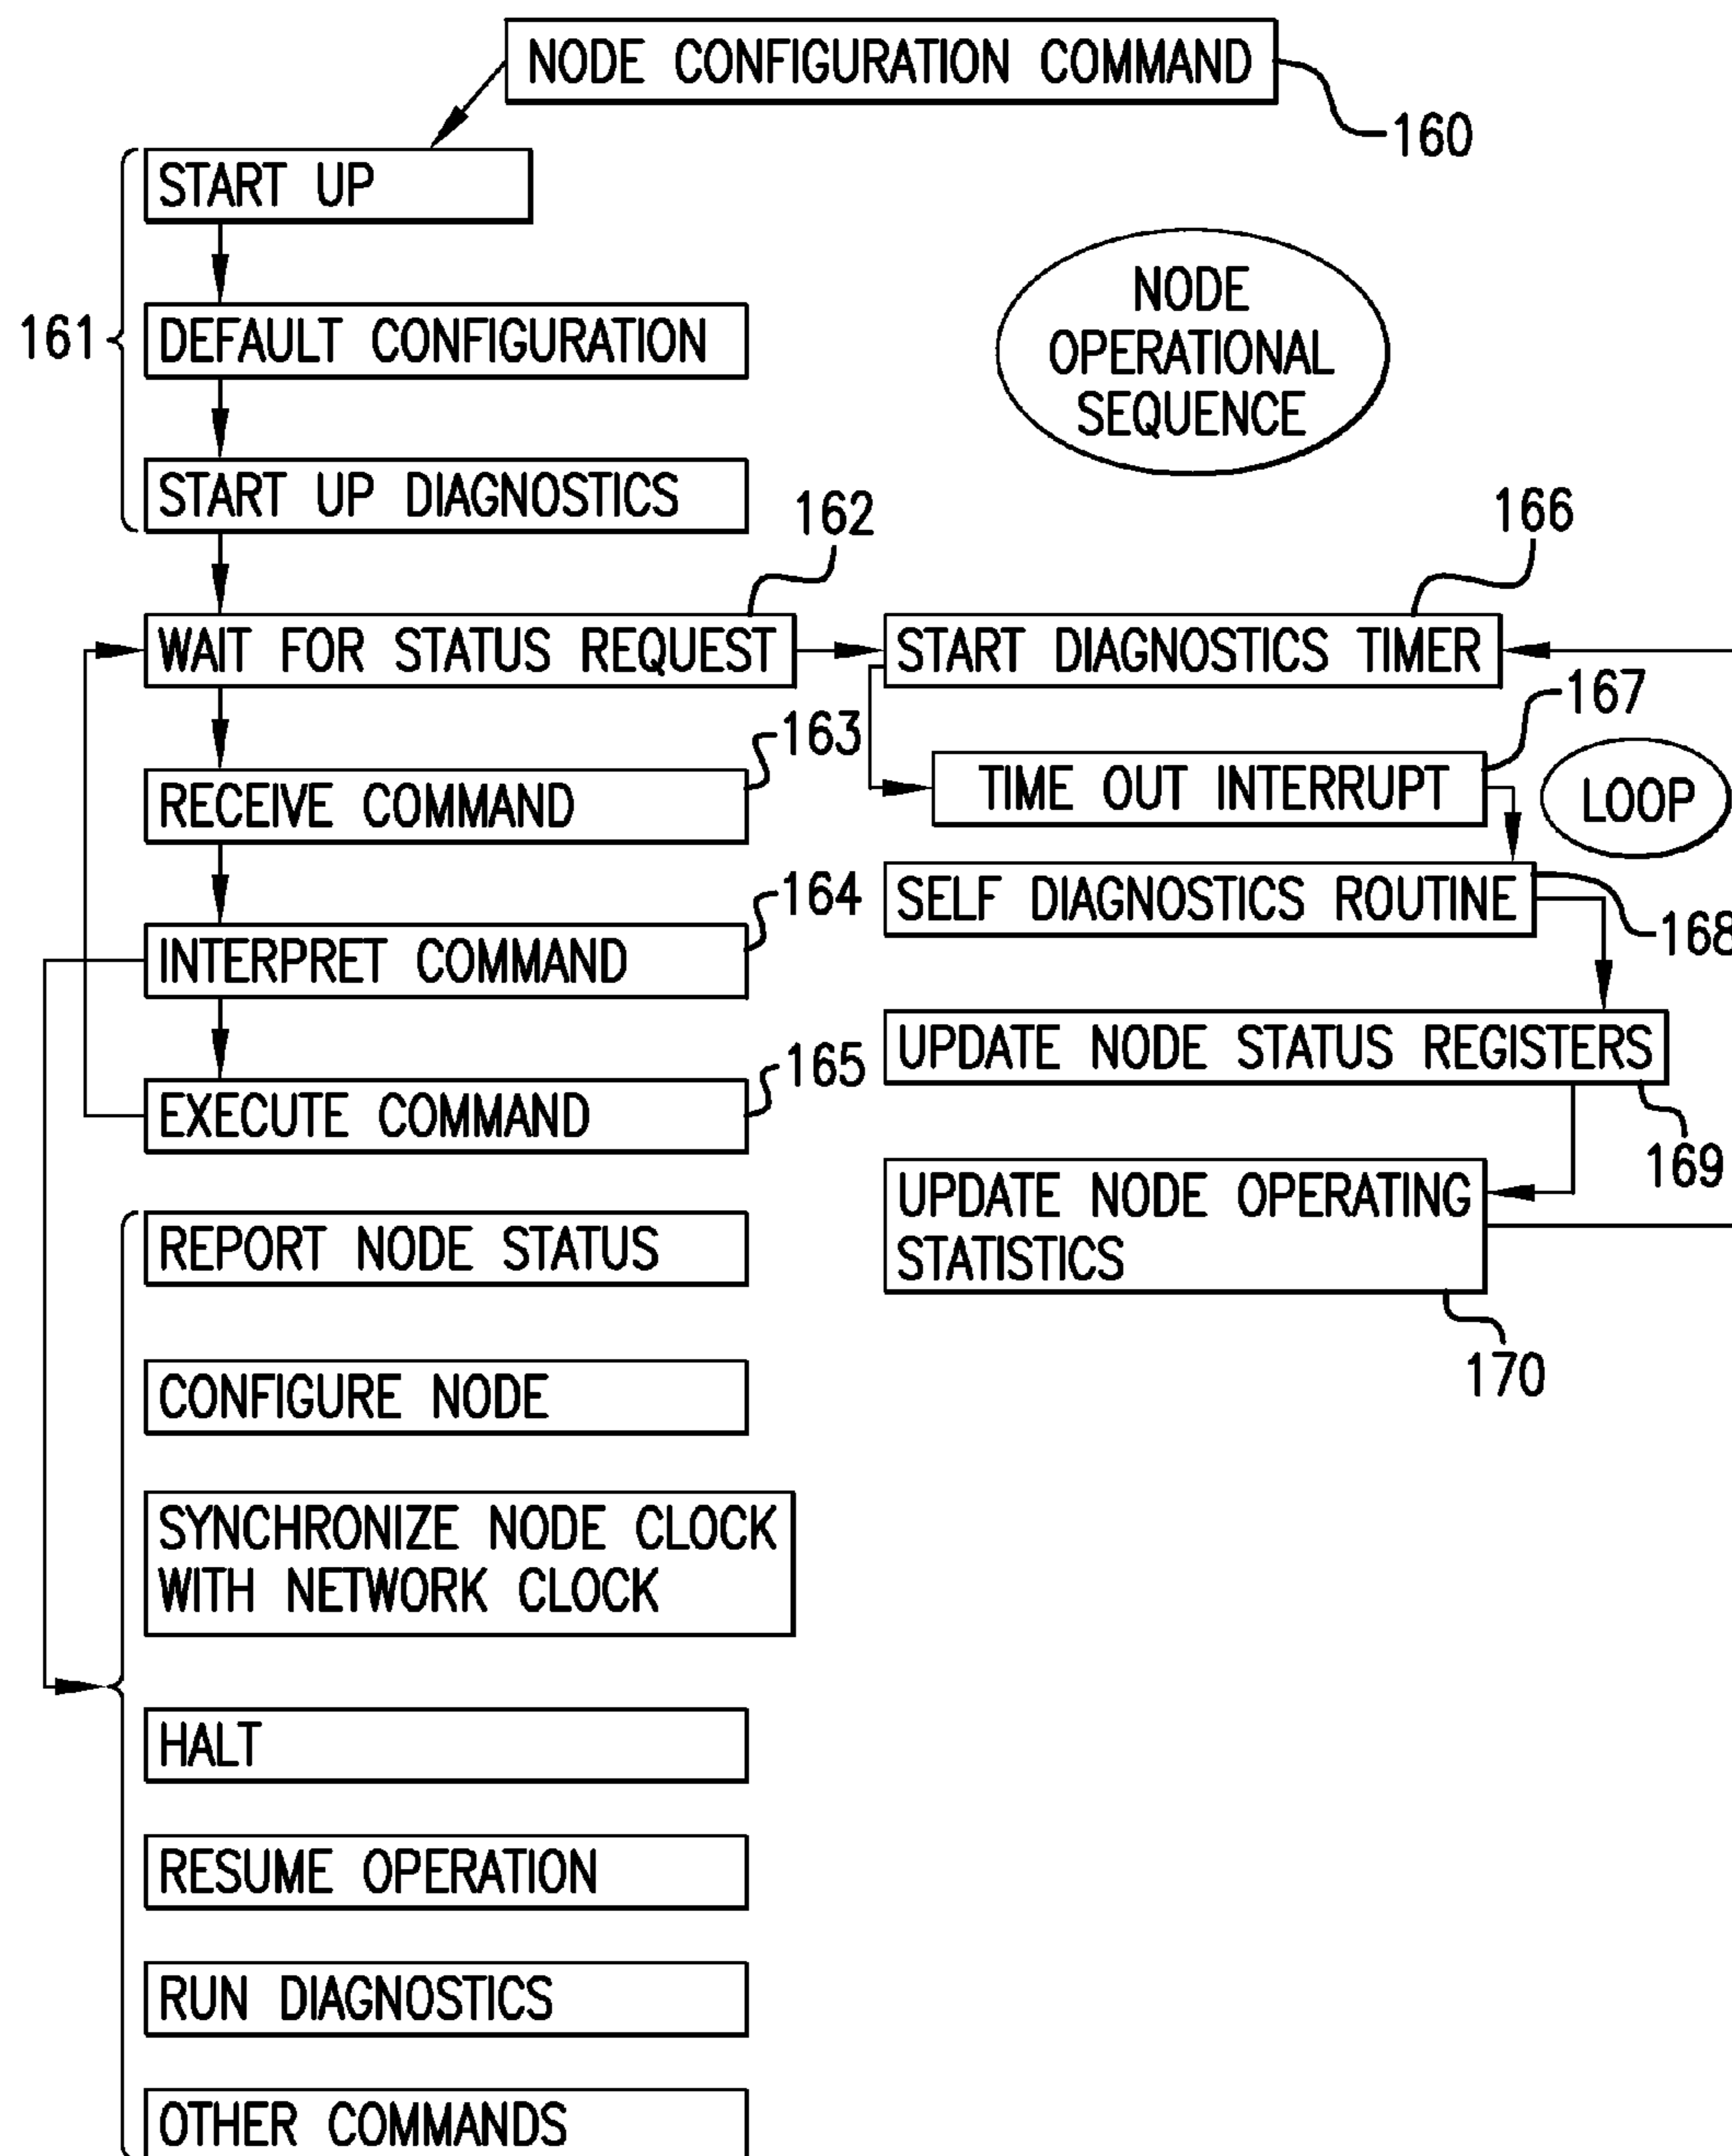 NODE CONFIGURATION COMMAND
160
START UP
161
DEFAULT CONFIGURATION
START UP DIAGNOSTICS
NODE
OPERATIONAL
SEQUENCE
162
WAIT FOR STATUS REQUEST
163
RECEIVE COMMAND
164
INTERPRET COMMAND
165
EXECUTE COMMAND
166
START DIAGNOSTICS TIMER
167
TIME OUT INTERRUPT
LOOP
SELF DIAGNOSTICS ROUTINE
168
UPDATE NODE STATUS REGISTERS
169
UPDATE NODE OPERATING
STATISTICS
170
REPORT NODE STATUS
CONFIGURE NODE
SYNCHRONIZE NODE CLOCK
WITH NETWORK CLOCK
HALT
RESUME OPERATION
RUN DIAGNOSTICS
OTHER COMMANDS